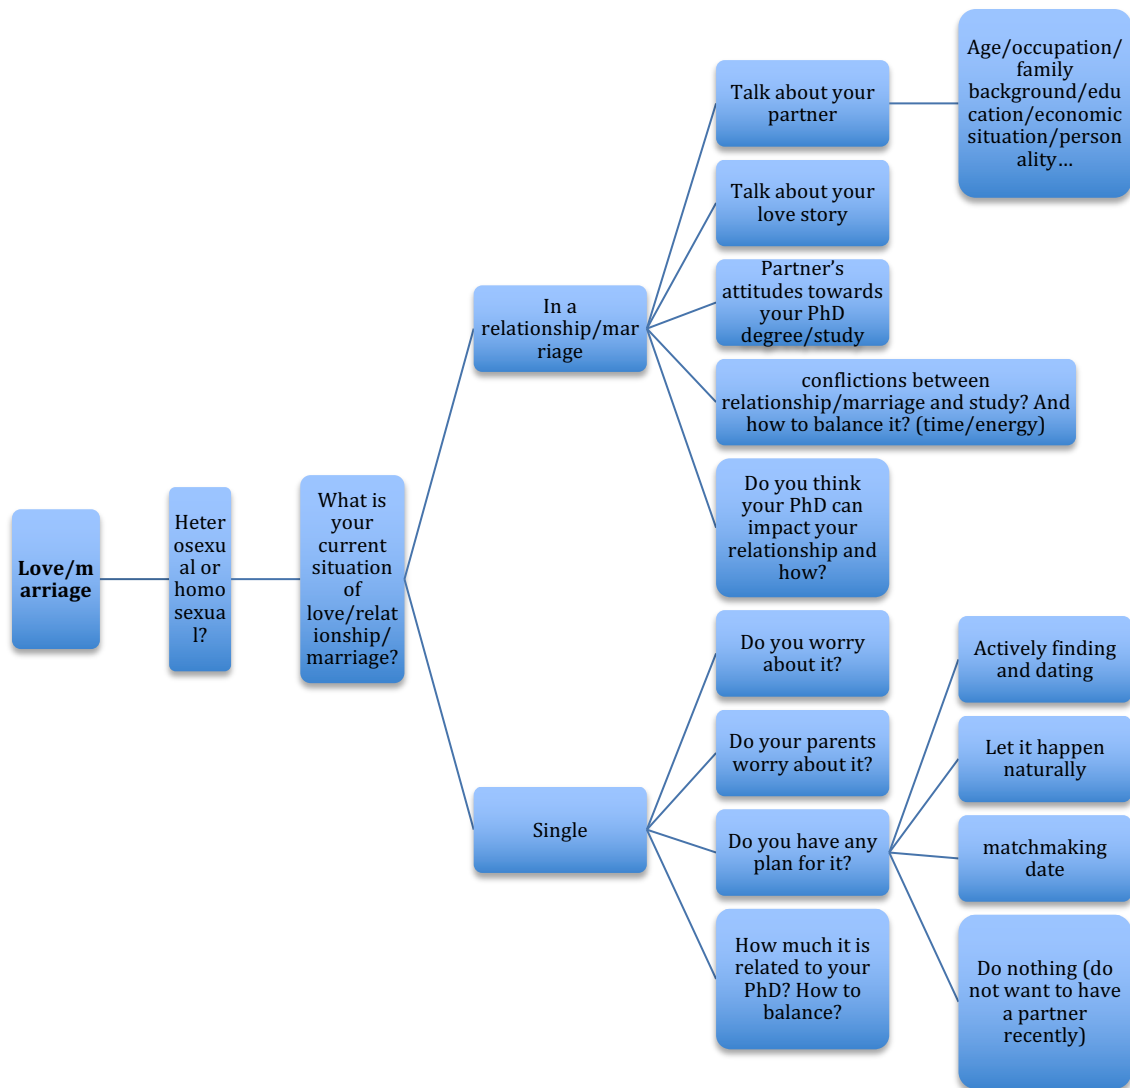 Love/m
arriage
Heter
osexu
al or
homo
sexua
l?
What is
your
current
situation
of
love/relat
ionship/
marriage?
In a
relationship/mar
riage
Talk about your
partner
Age/occupation/
family
background/edu
cation/economic
situation/person
ality…
Talk about your
love story
Partner’s
attitudes towards
your PhD
degree/study
conflictions between
relationship/marriage and study? And
how to balance it? (time/energy)
Do you think
your PhD can
impact your
relationship and
how?
Single
Do you worry
about it?
Do your parents
worry about it?
Do you have any
plan for it?
Actively finding
and dating
Let it happen
naturally
matchmaking
date
Do nothing (do
not want to have
a partner
recently)
How much it is
related to your
PhD? How to
balance?